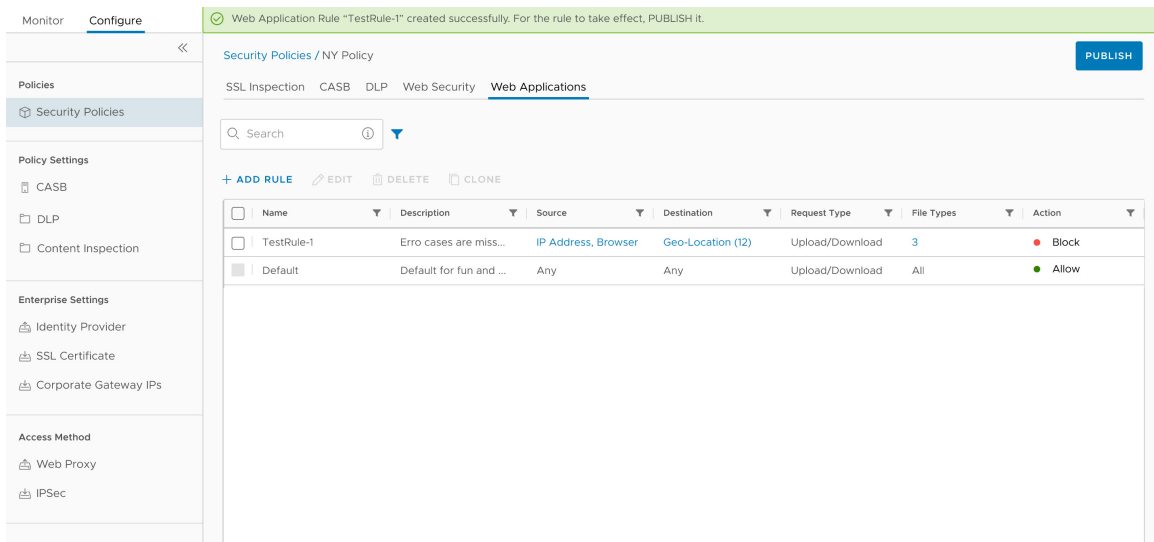 Monitor Configure
Web Application Rule “TestRule-1” created successfully. For the rule to take effect, PUBLISH it.
Security Policies / NY Policy
PUBLISH
SSL Inspection CASB DLP Web Security Web Applications
Policies
Security Policies
Policy Settings
CASB
DLP
Content Inspection
Enterprise Settings
Identity Provider
SSL Certificate
Corporate Gateway IPs
Access Method
Web Proxy
IPSec
Search
+ ADD RULE EDIT DELETE CLONE
Name Description Source Destination Request Type File Types Action
TestRule-1 Erro cases are miss... IP Address, Browser Geo-Location (12) Upload/Download 3 Block
Default Default for fun and ... Any Any Upload/Download All Allow